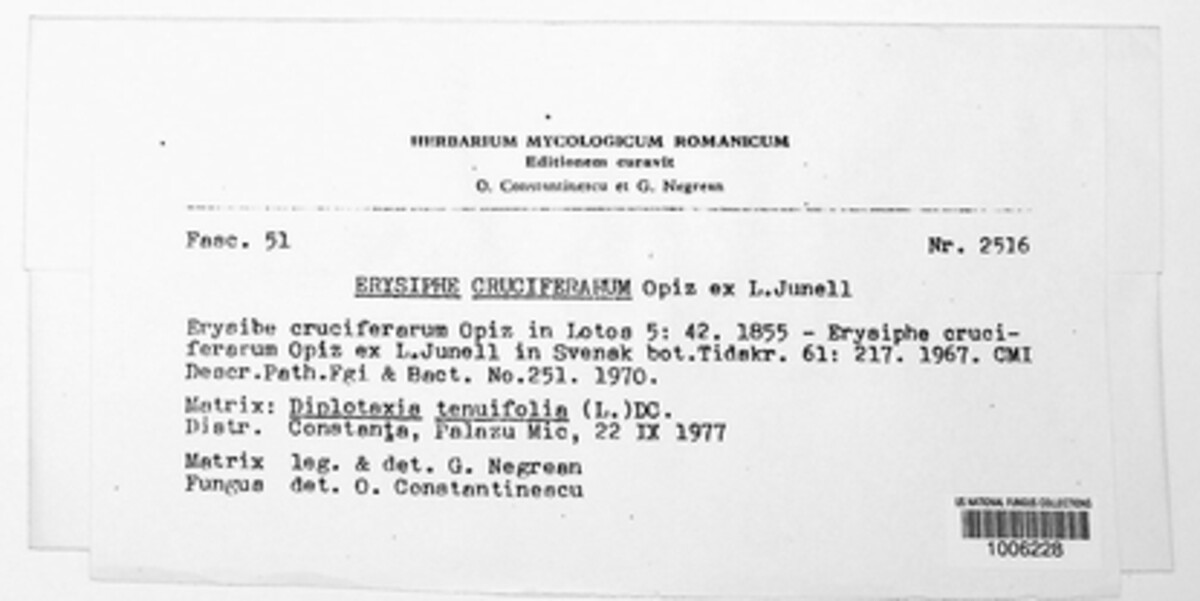 HERBARIUM MYCOLOGICUM ROMANICUM
Editionem curavit
O. Constantinescu et G. Negrean
Fasc. 51
Nr. 2516
ERYSIPHE CRUCIFERARUM Opiz ex L.Junell
Erysibe cruciferarum Opiz in Lotos 5: 42. 1855 - Erysiphe cruci-
ferarum Opiz ex L.Junell in Svensk bot.Tidskr. 61: 217. 1967. CMI
Descr.Path.Fgi & Bact. No.251. 1970.
Matrix: Diplotaxis tenuifolia (L.)DC.
Distr. Constanţa, Palazu Mic, 22 IX 1977
Matrix leg. & det. G. Negrean
Fungus det. O. Constantinescu
US NATIONAL FUNGUS COLLECTIONS
1006228